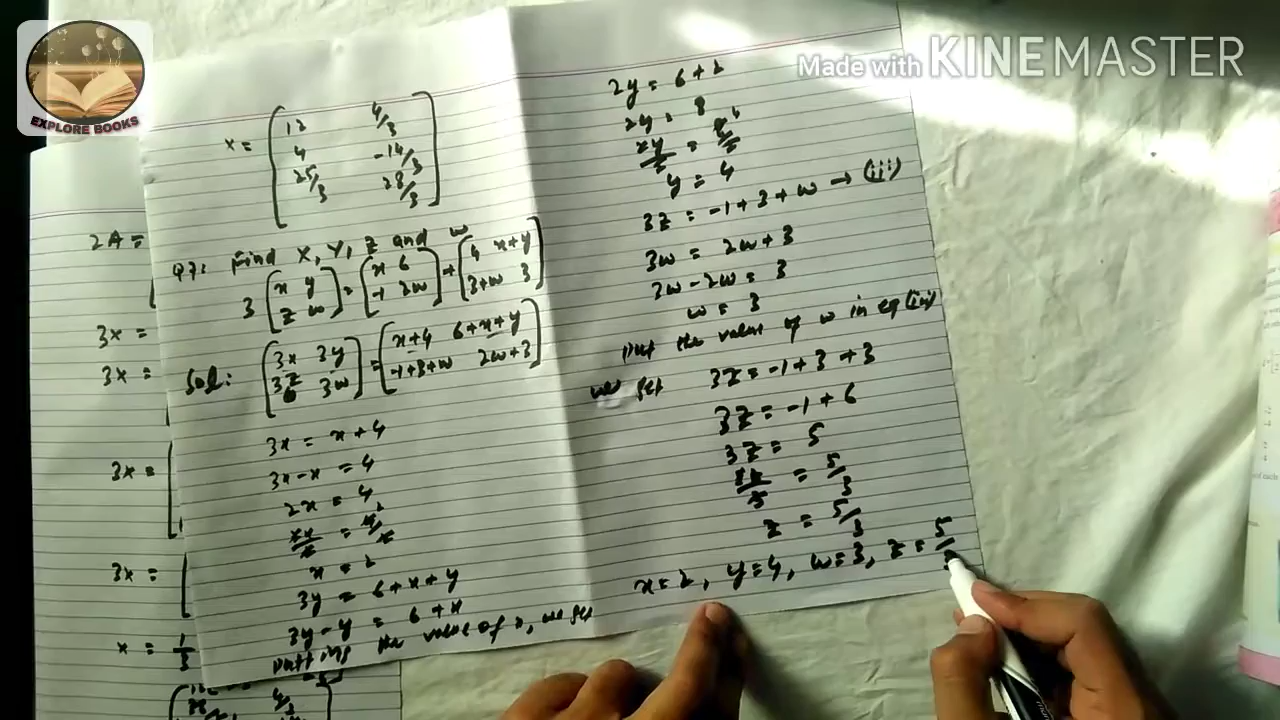 EXPLORE BOOKS
Made with KINEMASTER
2A =
3x =
3x =
3x =
3x =
x = 1/3
x = [12 4/3
4 -14/3
25/3 28/3]
Q7: Find X, Y, Z and W
3 [x y
z w] = [x 6
-1 2w] + [4 x+y
3+w 3]
Sol: [3x 3y
3z 3w] = [x+4 6+x+y
-1+3+w 2w+3]
3x = x+4
3x-x = 4
2x = 4
x = 2
3y = 6+x+y
3y-y = 6+x
putting the value of x, we get
2y = 6+2
2y = 8
y = 4
3z = -1+3+w → (iii)
3w = 2w+3
3w-2w = 3
w = 3
put the value of w in eq (iii)
we get 3z = -1+3+3
3z = -1+6
3z = 5
= 5/3
z = 5/3
x=2, y=4, w=3, z=5/